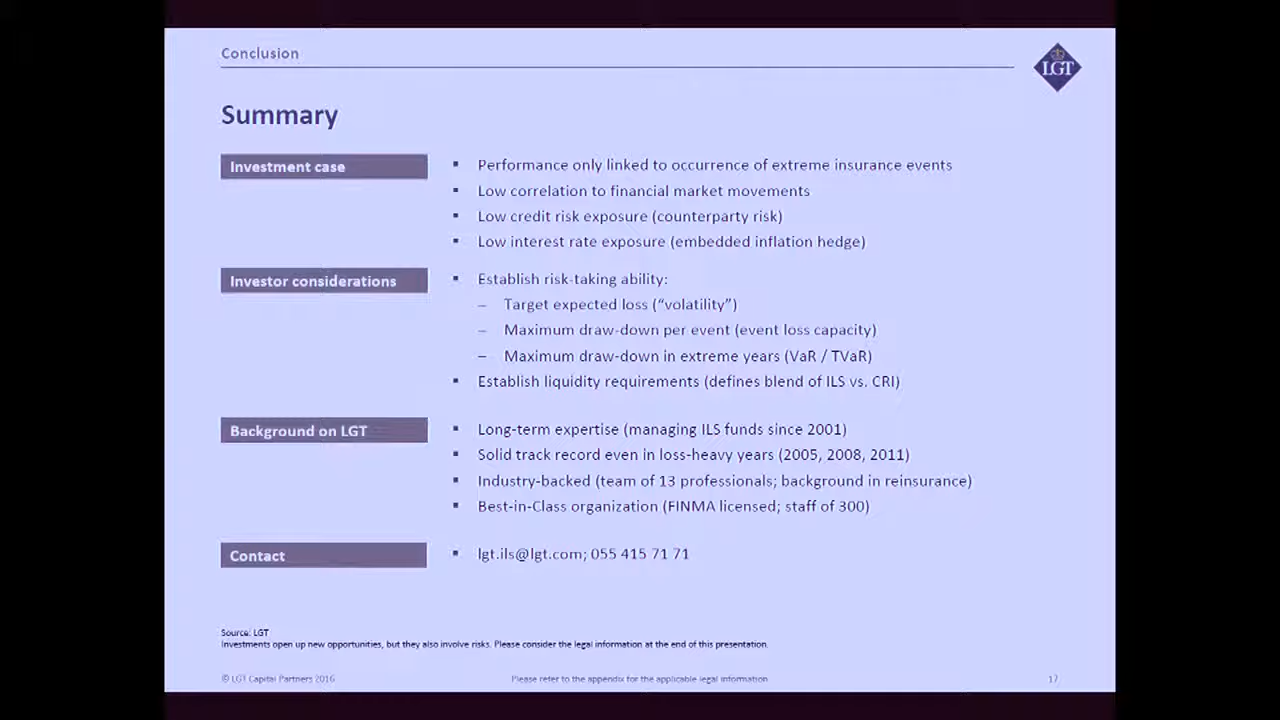 Conclusion
LGT
Summary
Investment case
▪ Performance only linked to occurrence of extreme insurance events
▪ Low correlation to financial market movements
▪ Low credit risk exposure (counterparty risk)
▪ Low interest rate exposure (embedded inflation hedge)
Investor considerations
▪ Establish risk-taking ability:
– Target expected loss (“volatility”)
– Maximum draw-down per event (event loss capacity)
– Maximum draw-down in extreme years (VaR / TVaR)
▪ Establish liquidity requirements (defines blend of ILS vs. CRI)
Background on LGT
▪ Long-term expertise (managing ILS funds since 2001)
▪ Solid track record even in loss-heavy years (2005, 2008, 2011)
▪ Industry-backed (team of 13 professionals; background in reinsurance)
▪ Best-in-Class organization (FINMA licensed; staff of 300)
Contact
▪ lgt.ils@lgt.com; 055 415 71 71
Source: LGT
Investments open up new opportunities, but they also involve risks. Please consider the legal information at the end of this presentation.
© LGT Capital Partners 2016
Please refer to the appendix for the applicable legal information
17